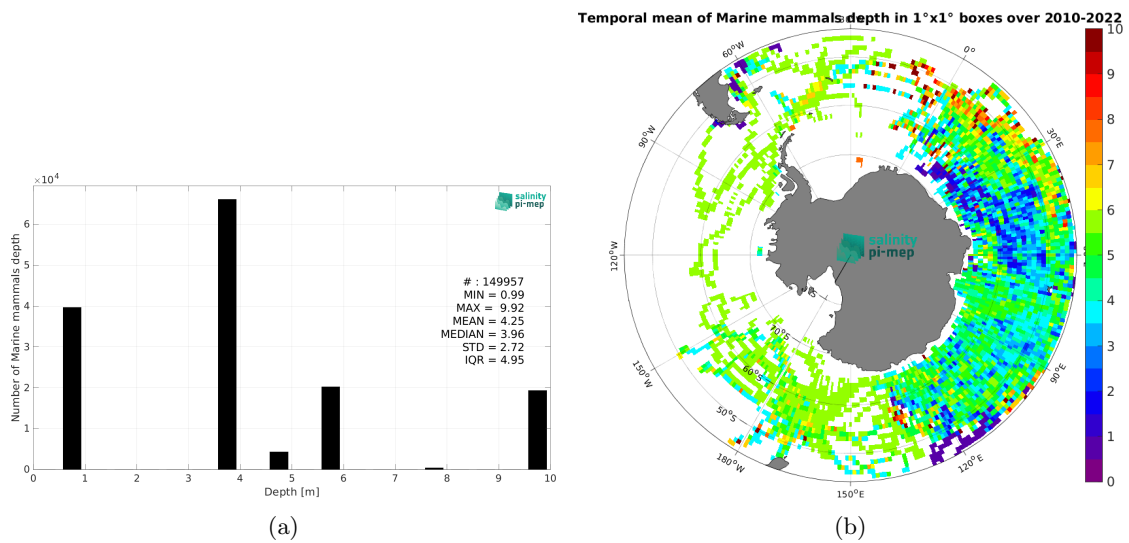 ×10⁴
6
4
2
1
0
Number of Marine mammals depth
0 1 2 3 4 5 6 7 8 9 10
Depth [m]
salinity
pi-mep
# : 149957
MIN = 0.99
MAX = 9.92
MEAN = 4.25
MEDIAN = 3.96
STD = 2.72
IQR = 4.95
(a)
Temporal mean of Marine mammals depth in 1°x1° boxes over 2010-2022
60°W
0°
30°E
90°W
120°W
150°W
180°W
150°E
120°E
90°E
70°S
60°S
50°S
salinity
pi-mep
10
9
8
7
6
5
4
3
2
1
0
(b)